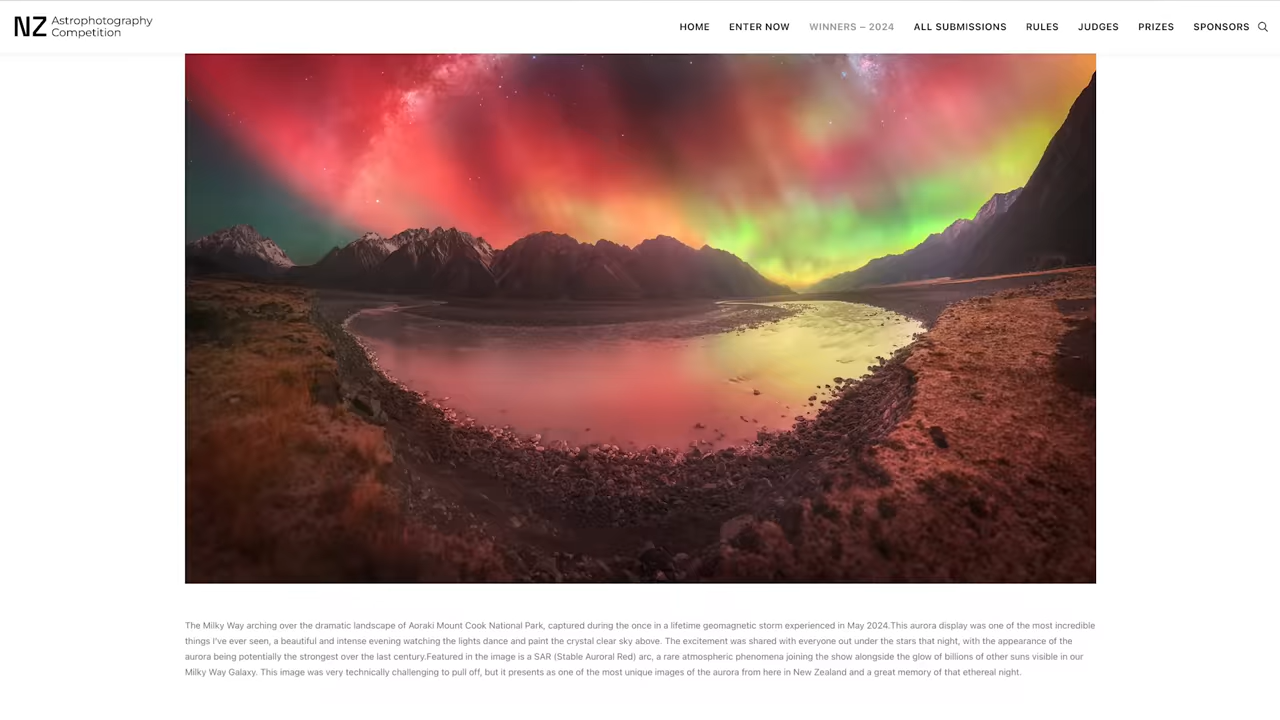 NZ Astrophotography
Competition
HOME ENTER NOW WINNERS – 2024 ALL SUBMISSIONS RULES JUDGES PRIZES SPONSORS
The Milky Way arching over the dramatic landscape of Aoraki Mount Cook National Park, captured during the once in a lifetime geomagnetic storm experienced in May 2024.This aurora display was one of the most incredible
things I've ever seen, a beautiful and intense evening watching the lights dance and paint the crystal clear sky above. The excitement was shared with everyone out under the stars that night, with the appearance of the
aurora being potentially the strongest over the last century.Featured in the image is a SAR (Stable Auroral Red) arc, a rare atmospheric phenomena joining the show alongside the glow of billions of other suns visible in our
Milky Way Galaxy. This image was very technically challenging to pull off, but it presents as one of the most unique images of the aurora from here in New Zealand and a great memory of that ethereal night.